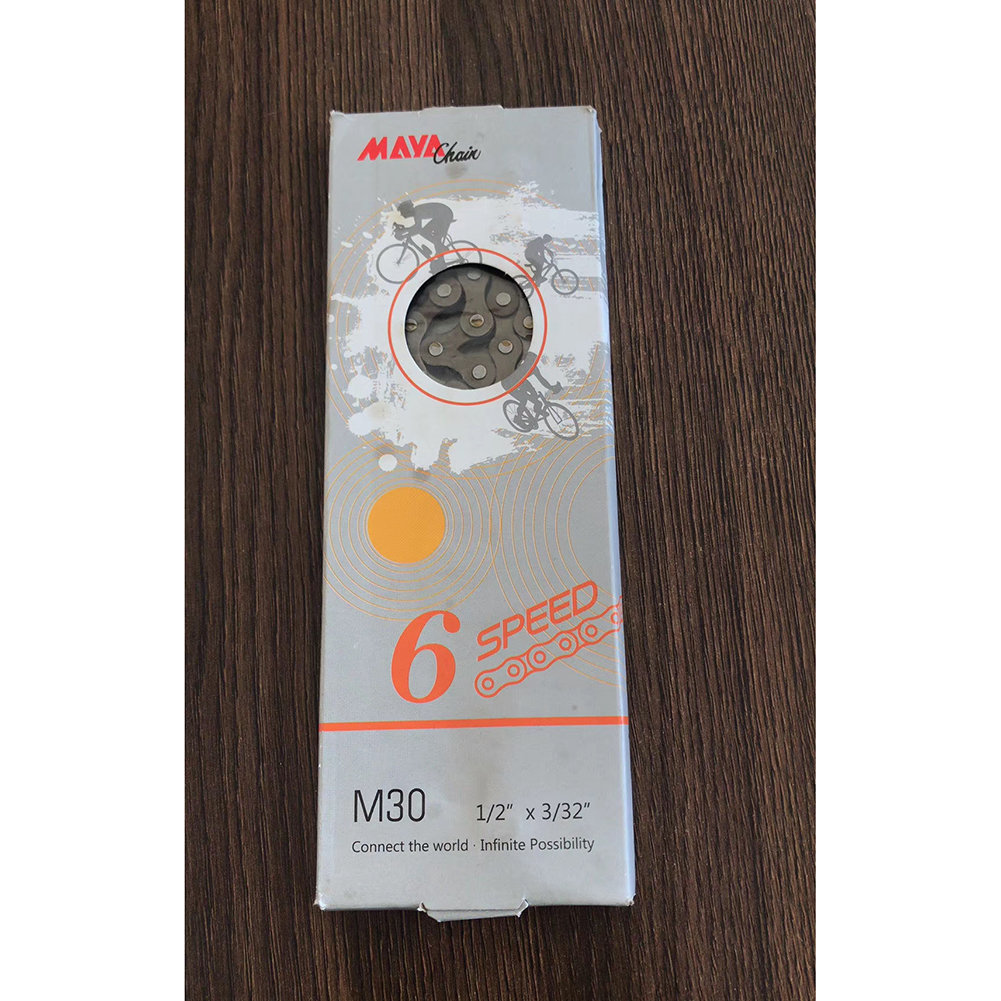 MAYA Chain
6 SPEED
M30 1/2" x 3/32"
Connect the world · Infinite Possibility